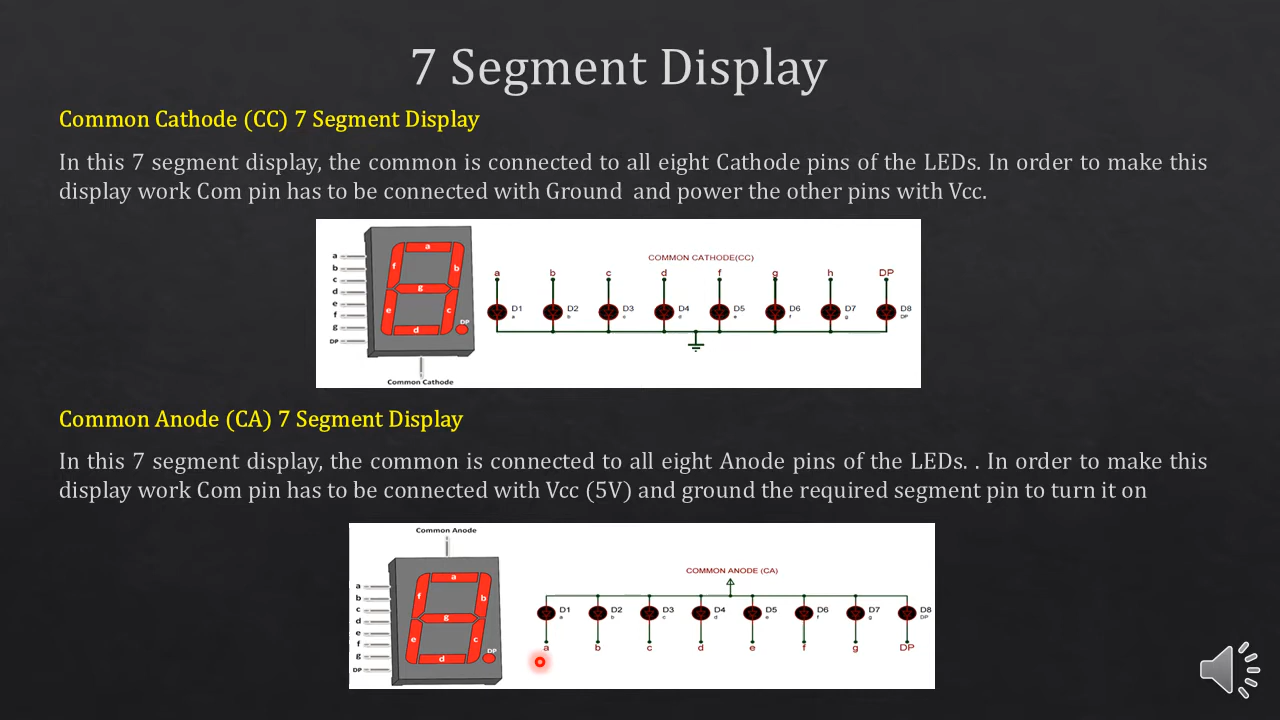 7 Segment Display
Common Cathode (CC) 7 Segment Display
In this 7 segment display, the common is connected to all eight Cathode pins of the LEDs. In order to make this
display work Com pin has to be connected with Ground and power the other pins with Vcc.
COMMON CATHODE(CC)
a b c d f g h DP
D1 D2 D3 D4 D5 D6 D7 D8
a b c d e f g DP
a
b
c
d
e
f
g
DP
a
f b
g
e c
d DP
Common Cathode
Common Anode (CA) 7 Segment Display
In this 7 segment display, the common is connected to all eight Anode pins of the LEDs. . In order to make this
display work Com pin has to be connected with Vcc (5V) and ground the required segment pin to turn it on
Common Anode
a
b
c
d
e
f
g
DP
a
f b
g
e c
d DP
COMMON ANODE (CA)
D1 D2 D3 D4 D5 D6 D7 D8
a b c d e f g DP
a b c d e f g DP